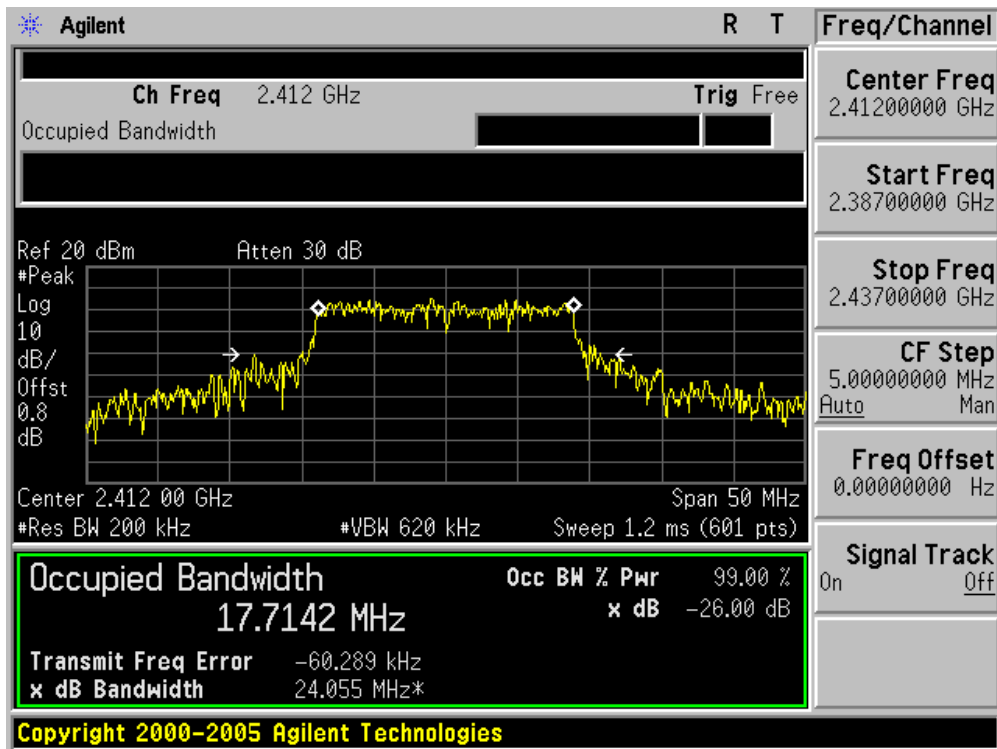 Agilent R T
Ch Freq 2.412 GHz Trig Free
Occupied Bandwidth
Ref 20 dBm Atten 30 dB
#Peak
Log
10
dB/
Offst
0.8
dB
Center 2.412 00 GHz Span 50 MHz
#Res BW 200 kHz #VBW 620 kHz Sweep 1.2 ms (601 pts)
Occupied Bandwidth Occ BW % Pwr 99.00 %
17.7142 MHz x dB -26.00 dB
Transmit Freq Error -60.289 kHz
x dB Bandwidth 24.055 MHz*
Copyright 2000-2005 Agilent Technologies
Freq/Channel
Center Freq
2.41200000 GHz
Start Freq
2.38700000 GHz
Stop Freq
2.43700000 GHz
CF Step
5.00000000 MHz
Auto Man
Freq Offset
0.00000000 Hz
Signal Track
On Off